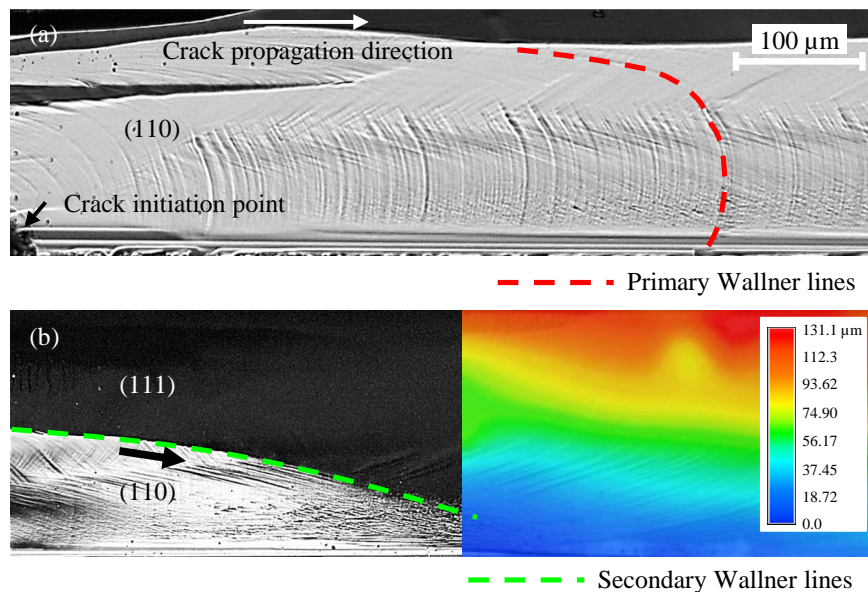 (a)
Crack propagation direction
100 µm
(110)
Crack initiation point
Primary Wallner lines
(b)
(111)
(110)
131.1 µm
112.3
93.62
74.90
56.17
37.45
18.72
0.0
Secondary Wallner lines